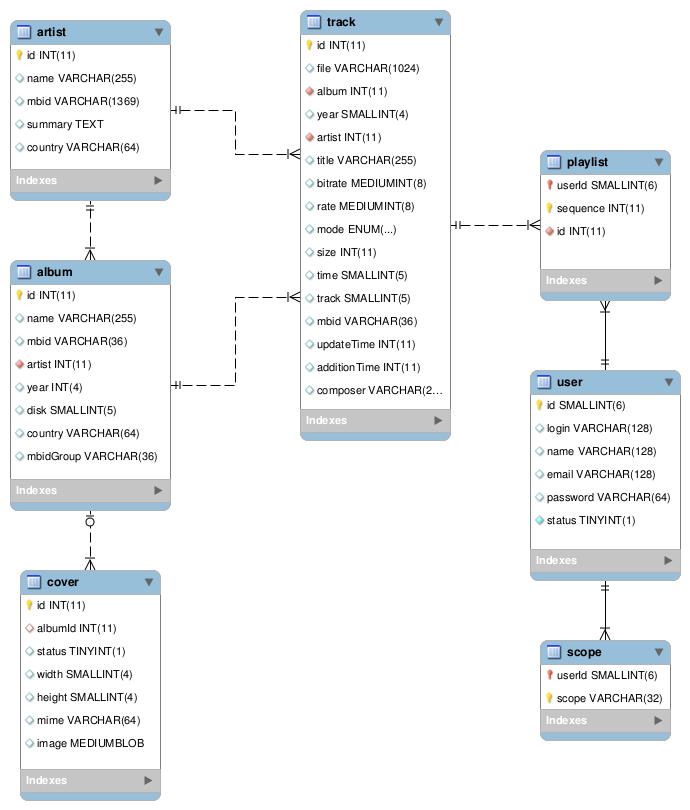 artist
id INT(11)
name VARCHAR(255)
mbid VARCHAR(1369)
summary TEXT
country VARCHAR(64)
Indexes
album
id INT(11)
name VARCHAR(255)
mbid VARCHAR(36)
artist INT(11)
year INT(4)
disk SMALLINT(5)
country VARCHAR(64)
mbidGroup VARCHAR(36)
Indexes
cover
id INT(11)
albumId INT(11)
status TINYINT(1)
width SMALLINT(4)
height SMALLINT(4)
mime VARCHAR(64)
image MEDIUMBLOB
Indexes
track
id INT(11)
file VARCHAR(1024)
album INT(11)
year SMALLINT(4)
artist INT(11)
title VARCHAR(255)
bitrate MEDIUMINT(8)
rate MEDIUMINT(8)
mode ENUM(...)
size INT(11)
time SMALLINT(5)
track SMALLINT(5)
mbid VARCHAR(36)
updateTime INT(11)
additionTime INT(11)
composer VARCHAR(2...
Indexes
playlist
userId SMALLINT(6)
sequence INT(11)
id INT(11)
Indexes
user
id SMALLINT(6)
login VARCHAR(128)
name VARCHAR(128)
email VARCHAR(128)
password VARCHAR(64)
status TINYINT(1)
Indexes
scope
userId SMALLINT(6)
scope VARCHAR(32)
Indexes